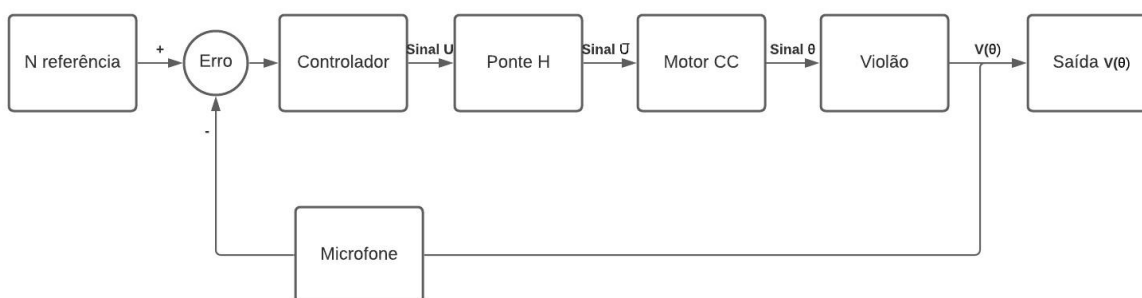 N referência
+
Erro
-
Controlador
Sinal U
Ponte H
Sinal U̅
Motor CC
Sinal θ
Violão
V(θ)
Saída V(θ)
Microfone